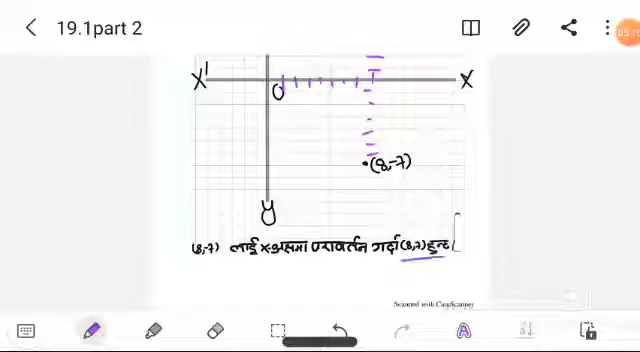 19.1part 2
X' X
O
(8,-7)
y
(8,-7) लाई x-अक्षमा परावर्तन गर्दा (8,7) हुन्छ।
Scanned with CamScanner
A